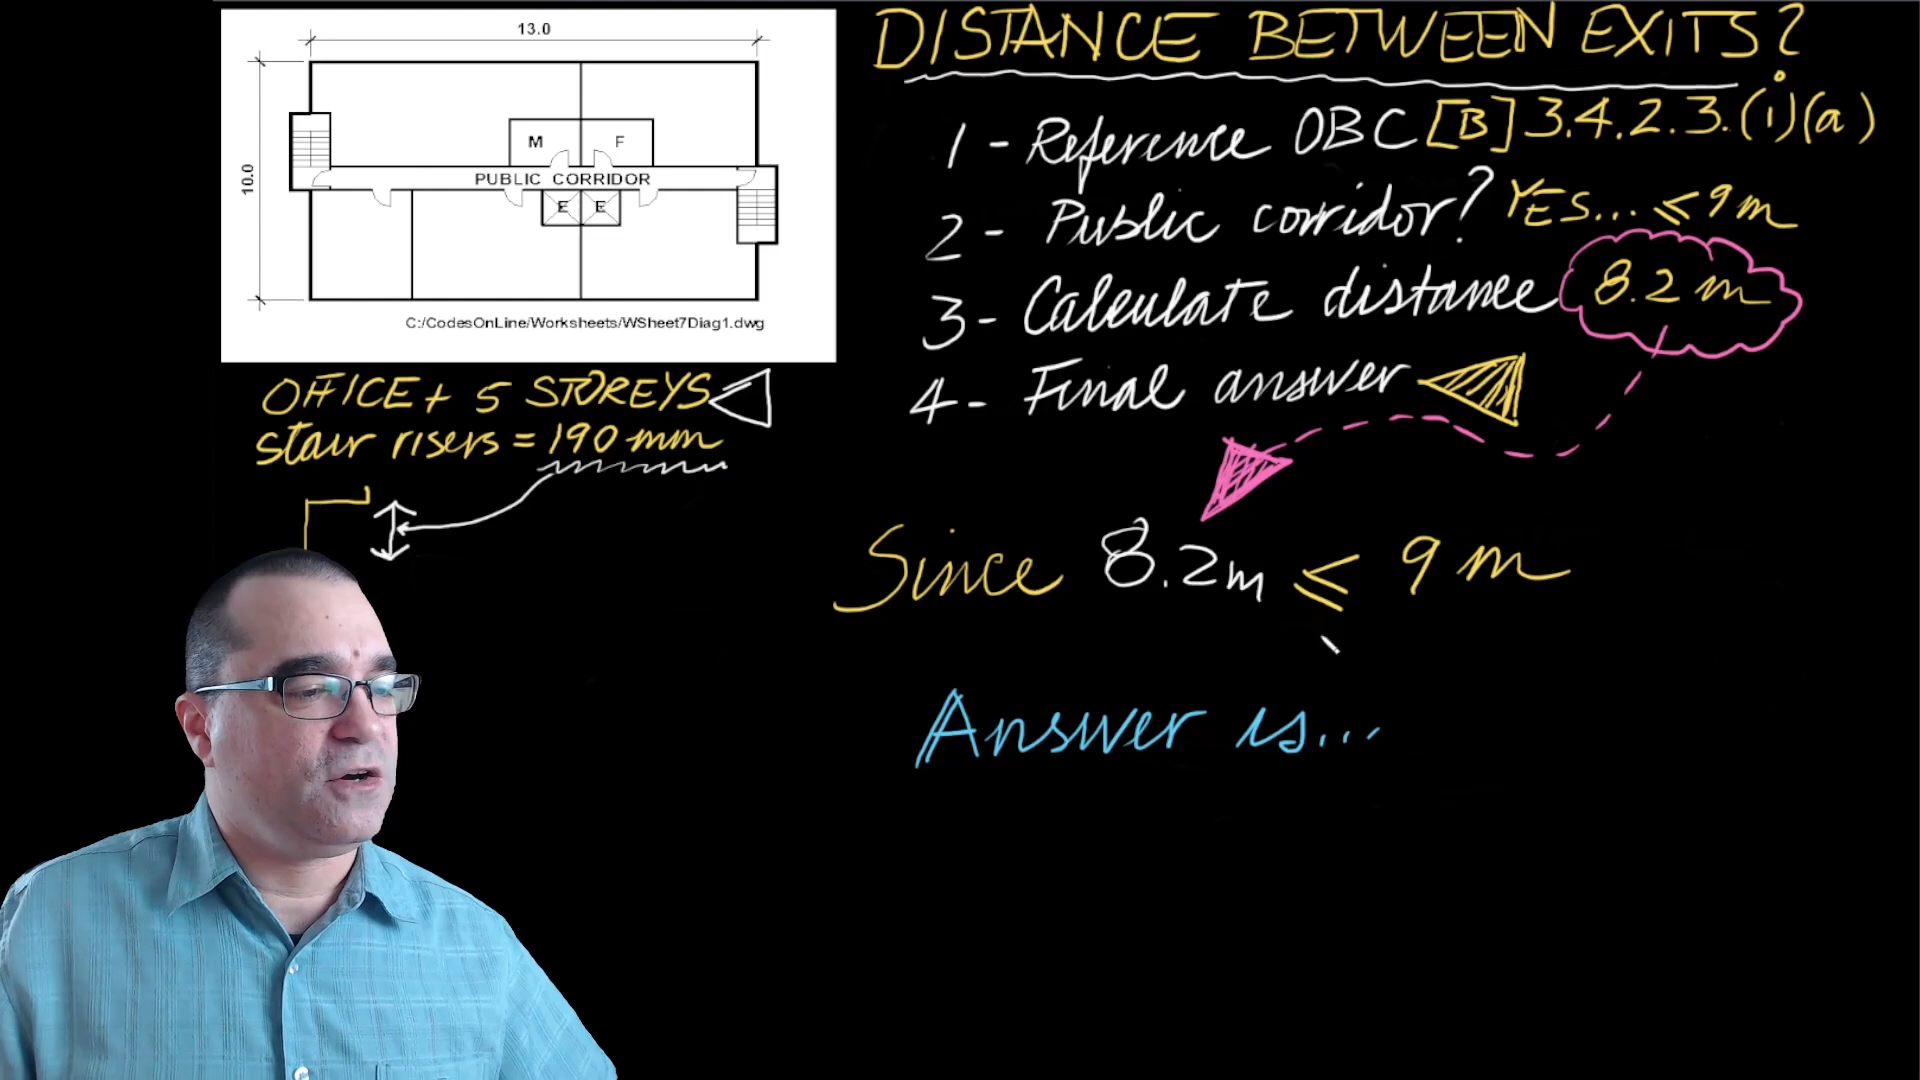 13.0
DISTANCE BETWEEN EXITS?
1 - Reference OBC [B] 3.4.2.3.(1)(a)
M F
PUBLIC CORRIDOR
10.0
E E
2 - Public corridor? YES... ≤ 9 m
3 - Calculate distance 8.2 m
C:/CodesOnLine/Worksheets/WSheet7Diag1.dwg
4 - Final answer
OFFICE + 5 STOREYS
stair risers = 190 mm
Since 8.2m ≤ 9 m
Answer is...